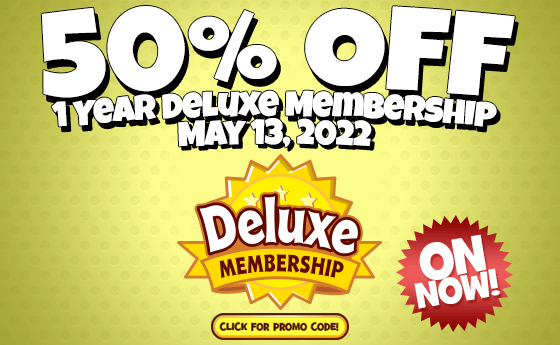 50% OFF
1 Year Deluxe Membership
May 13, 2022
Deluxe
MEMBERSHIP
ON
NOW!
CLICK FOR PROMO CODE!